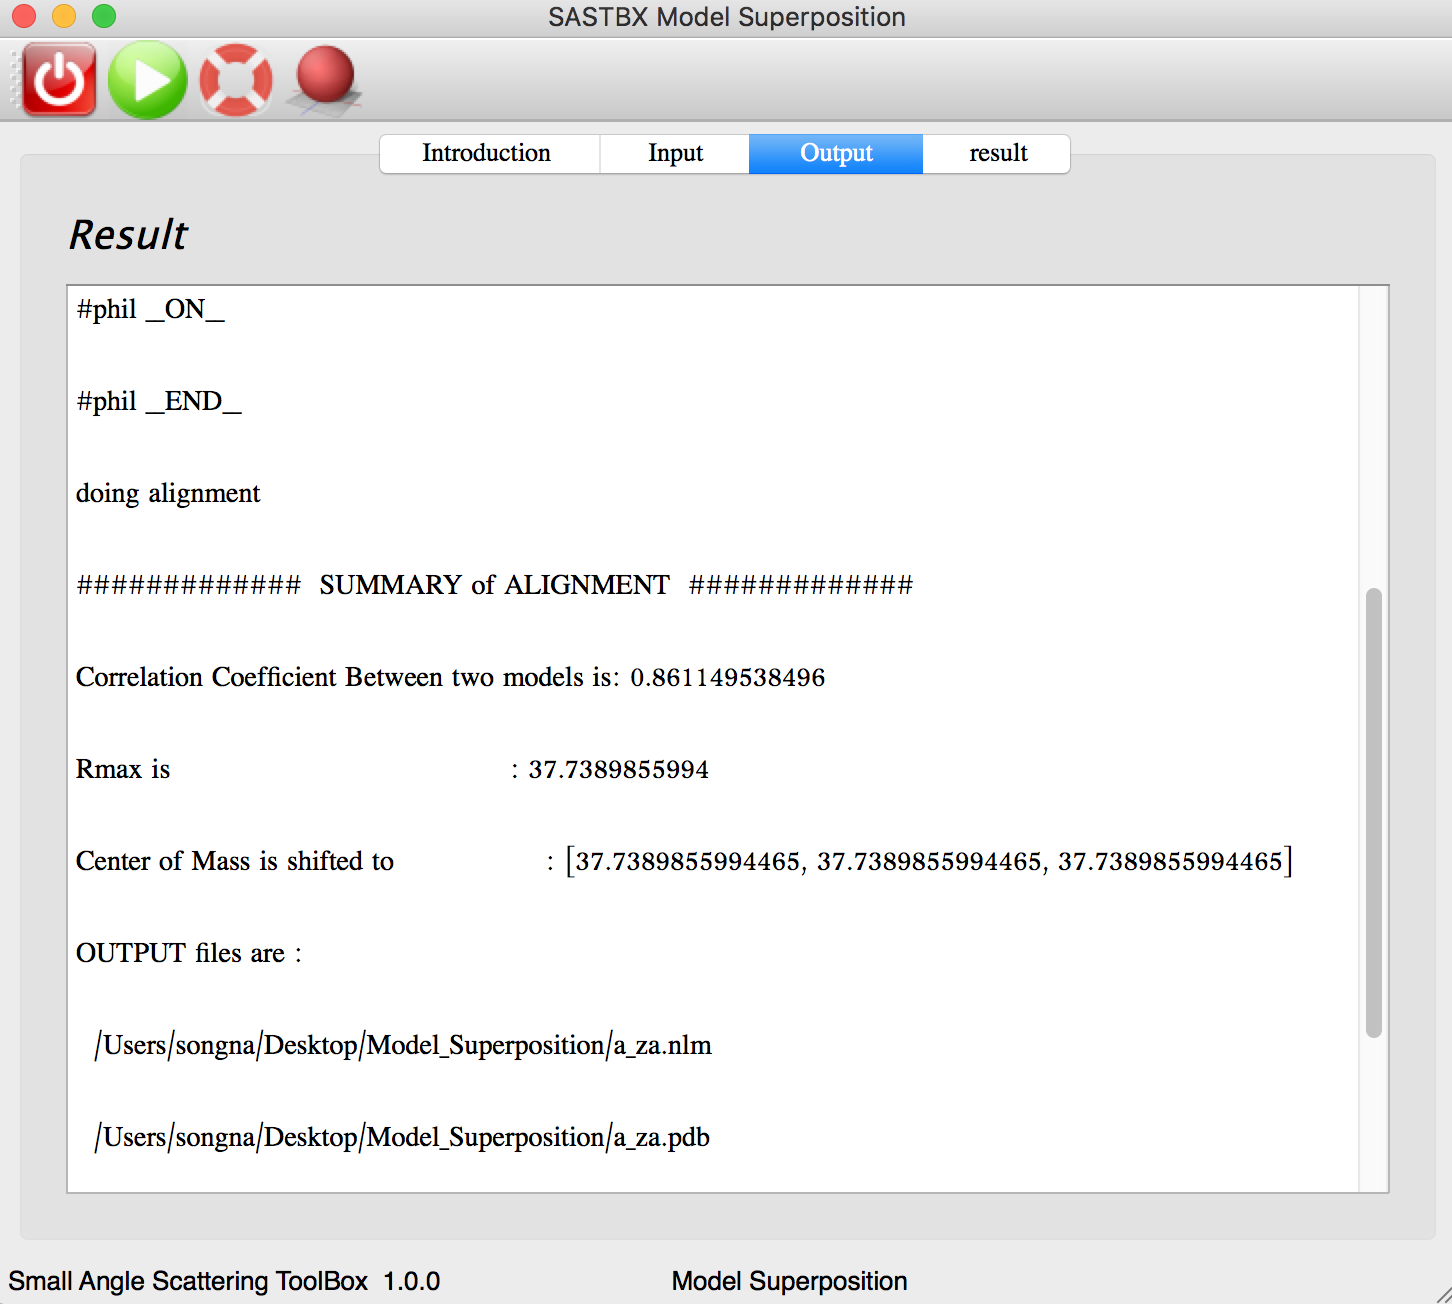 SASTBX Model Superposition
Introduction Input Output result
Result
#phil _ON_
#phil _END_
doing alignment
############# SUMMARY of ALIGNMENT #############
Correlation Coefficient Between two models is: 0.861149538496
Rmax is : 37.7389855994
Center of Mass is shifted to : [37.7389855994465, 37.7389855994465, 37.7389855994465]
OUTPUT files are :
/Users/songna/Desktop/Model_Superposition/a_za.nlm
/Users/songna/Desktop/Model_Superposition/a_za.pdb
Small Angle Scattering ToolBox 1.0.0 Model Superposition